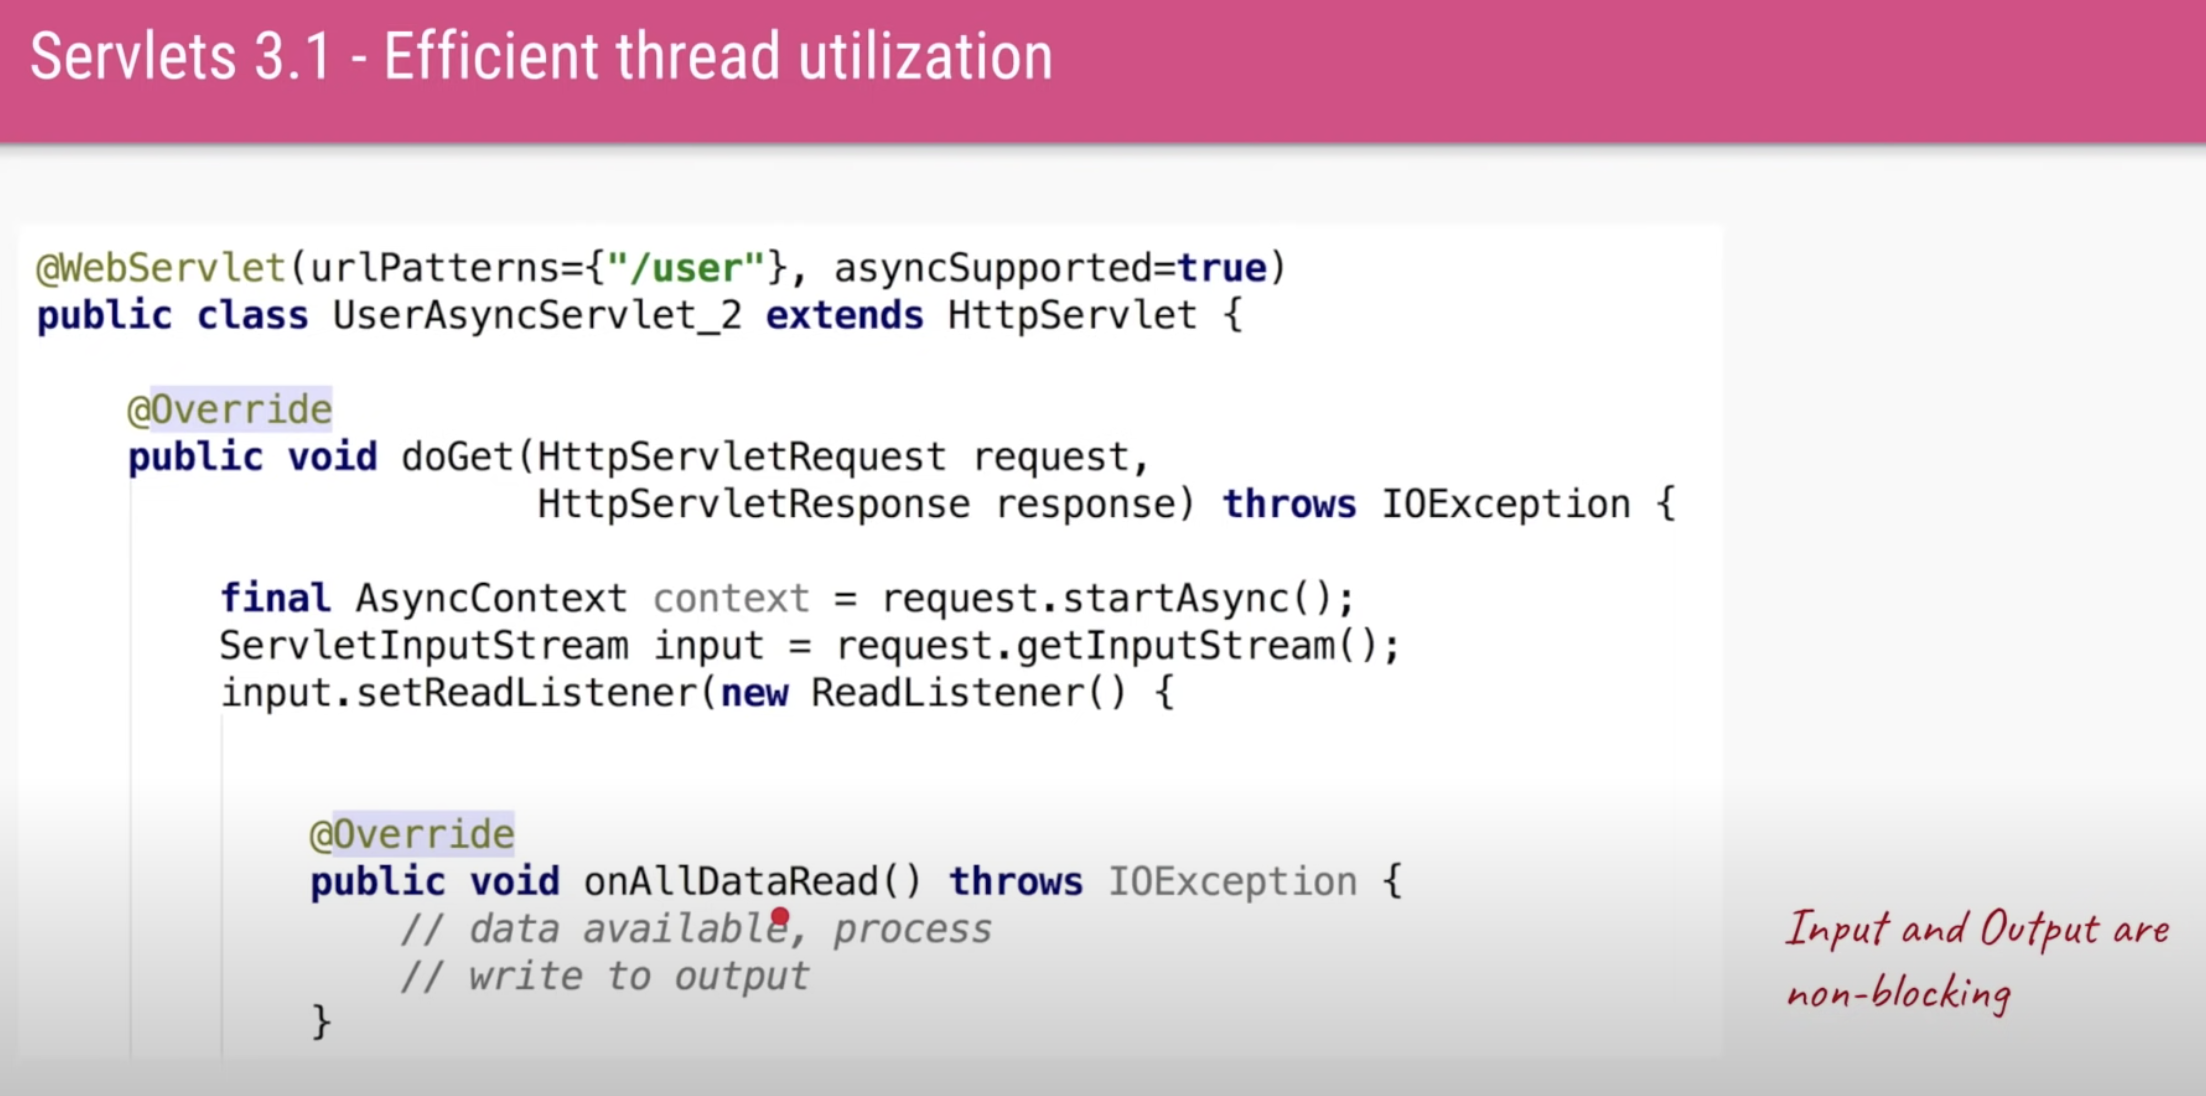 Servlets 3.1 - Efficient thread utilization
@WebServlet(urlPatterns={"/user"}, asyncSupported=true)
public class UserAsyncServlet_2 extends HttpServlet {
@Override
public void doGet(HttpServletRequest request,
HttpServletResponse response) throws IOException {
final AsyncContext context = request.startAsync();
ServletInputStream input = request.getInputStream();
input.setReadListener(new ReadListener() {
@Override
public void onAllDataRead() throws IOException {
// data available, process
// write to output
}
Input and Output are
non-blocking